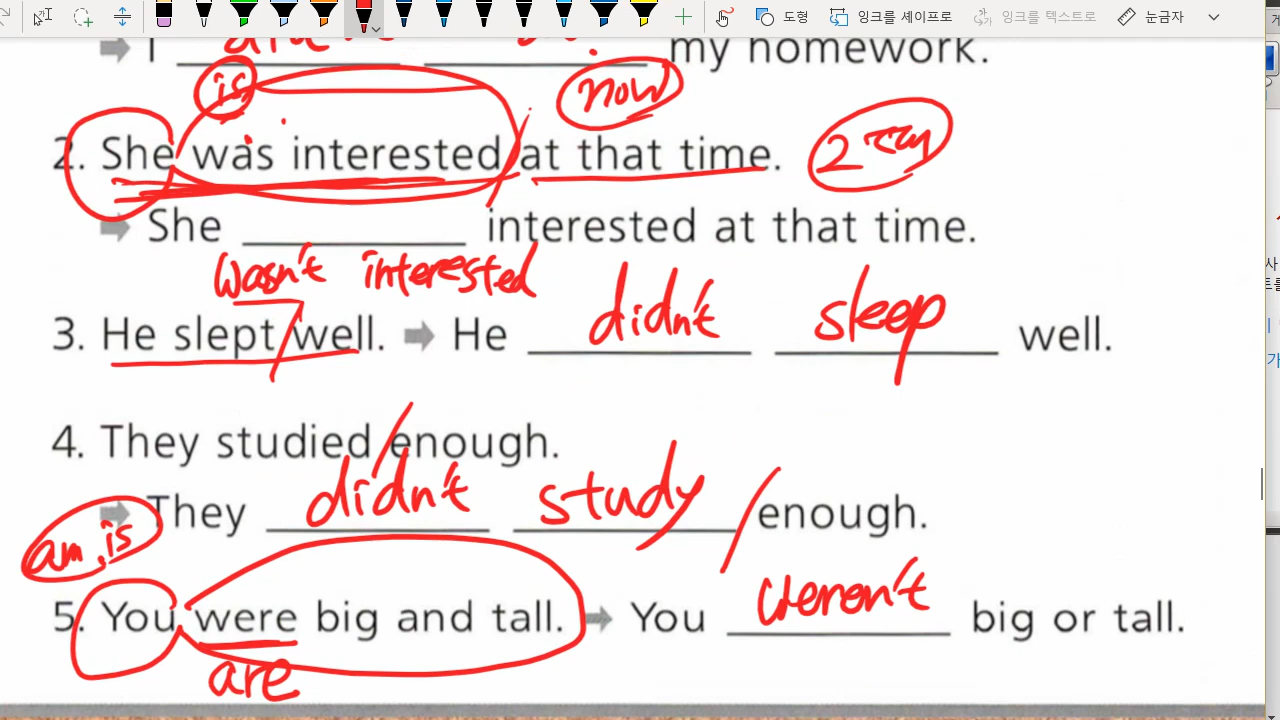 도형 잉크를 셰이프로 잉크를 텍스트로 눈금자
I my homework.
is now
2. She was interested at that time.
She interested at that time.
wasn't interested
3. He slept well. He didn't sleep well.
4. They studied enough.
They didn't study enough.
am, is
5. You were big and tall. You weren't big or tall.
are